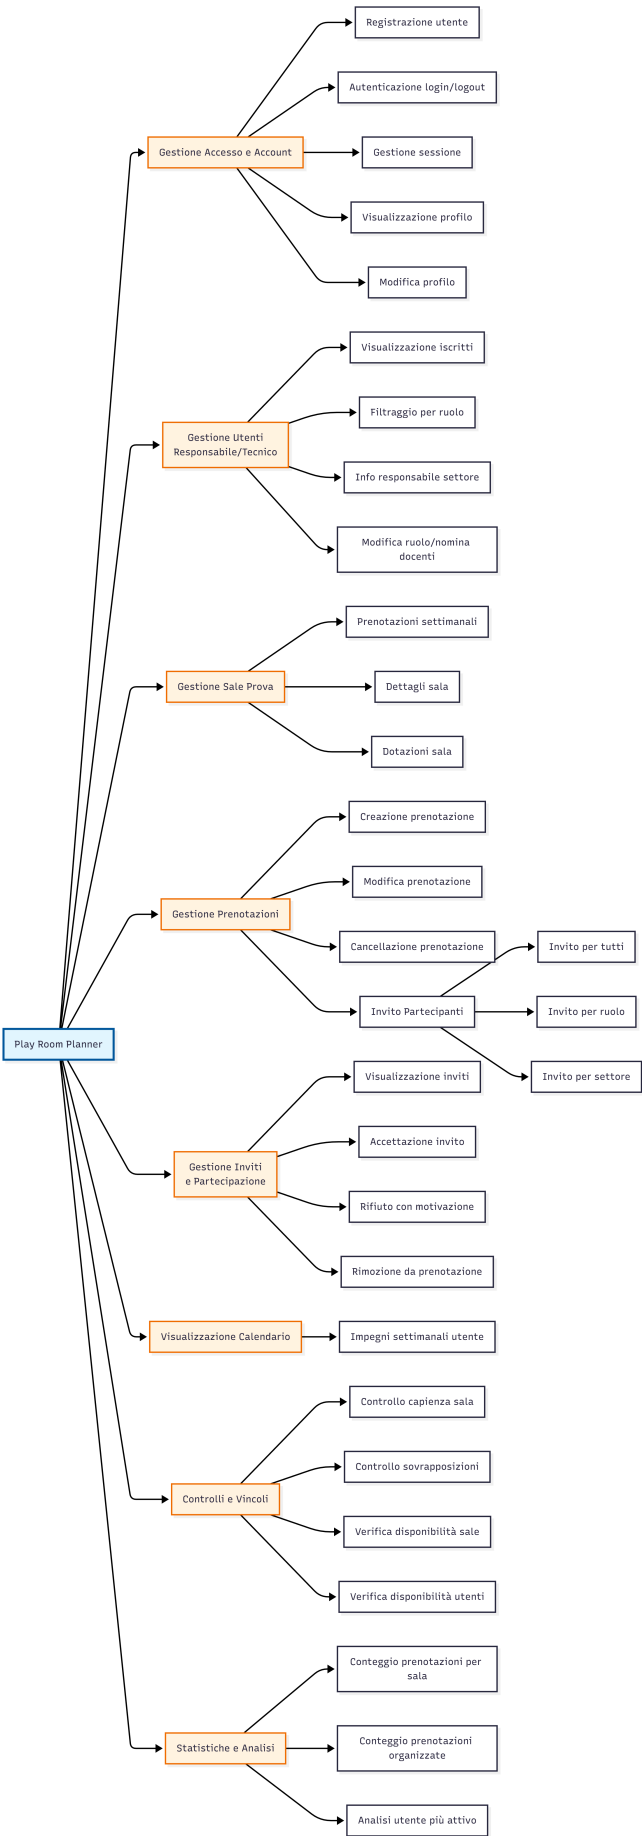 Play Room Planner
Gestione Accesso e Account
Registrazione utente
Autenticazione login/logout
Gestione sessione
Visualizzazione profilo
Modifica profilo
Gestione Utenti
Responsabile/Tecnico
Visualizzazione iscritti
Filtraggio per ruolo
Info responsabile settore
Modifica ruolo/nomina
docenti
Gestione Sale Prova
Prenotazioni settimanali
Dettagli sala
Dotazioni sala
Gestione Prenotazioni
Creazione prenotazione
Modifica prenotazione
Cancellazione prenotazione
Invito Partecipanti
Invito per tutti
Invito per ruolo
Invito per settore
Gestione Inviti
e Partecipazione
Visualizzazione inviti
Accettazione invito
Rifiuto con motivazione
Rimozione da prenotazione
Visualizzazione Calendario
Impegni settimanali utente
Controlli e Vincoli
Controllo capienza sala
Controllo sovrapposizioni
Verifica disponibilità sale
Verifica disponibilità utenti
Statistiche e Analisi
Conteggio prenotazioni per
sala
Conteggio prenotazioni
organizzate
Analisi utente più attivo